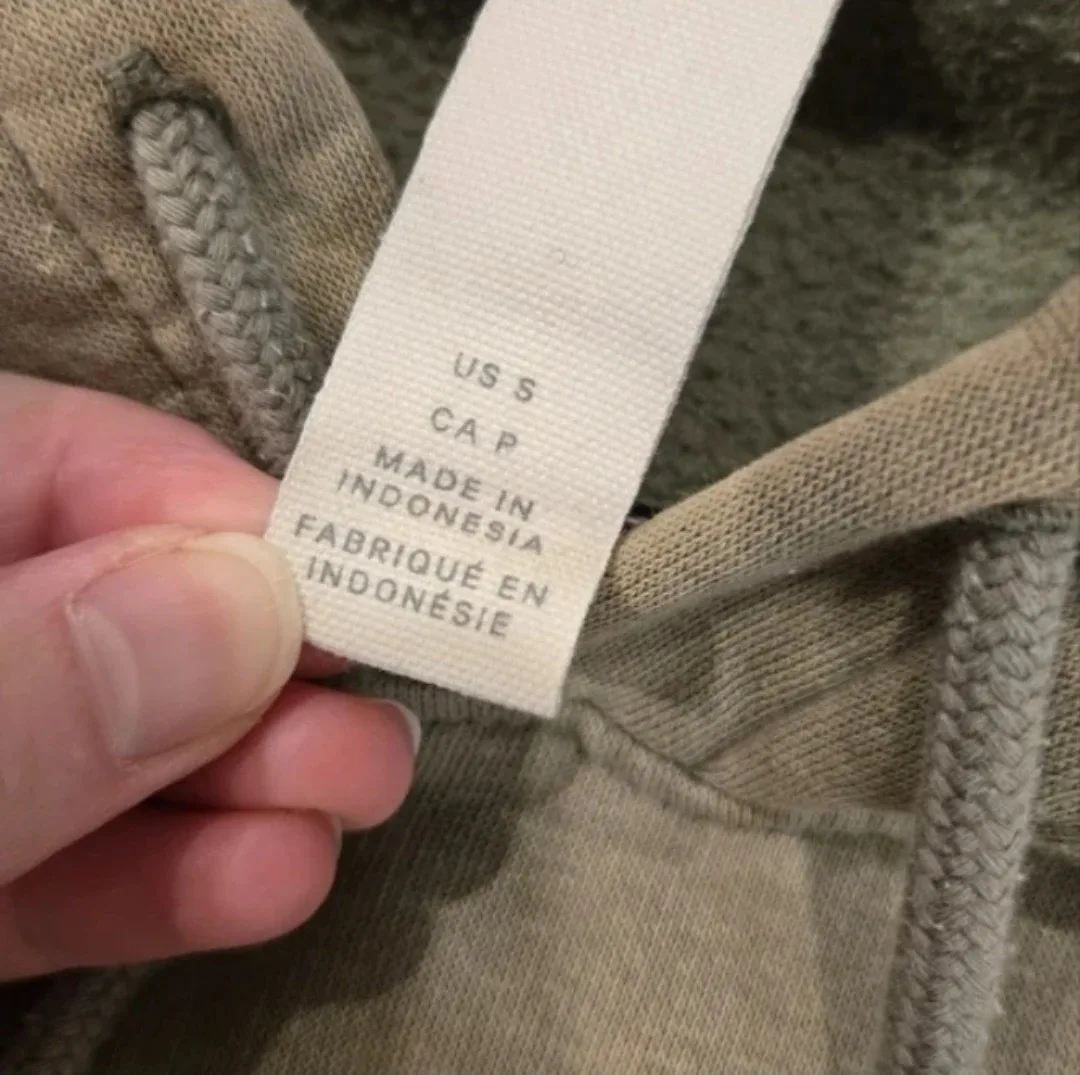 US S
CA P
MADE IN
INDONESIA
FABRIQUÉ EN
INDONÉSIE